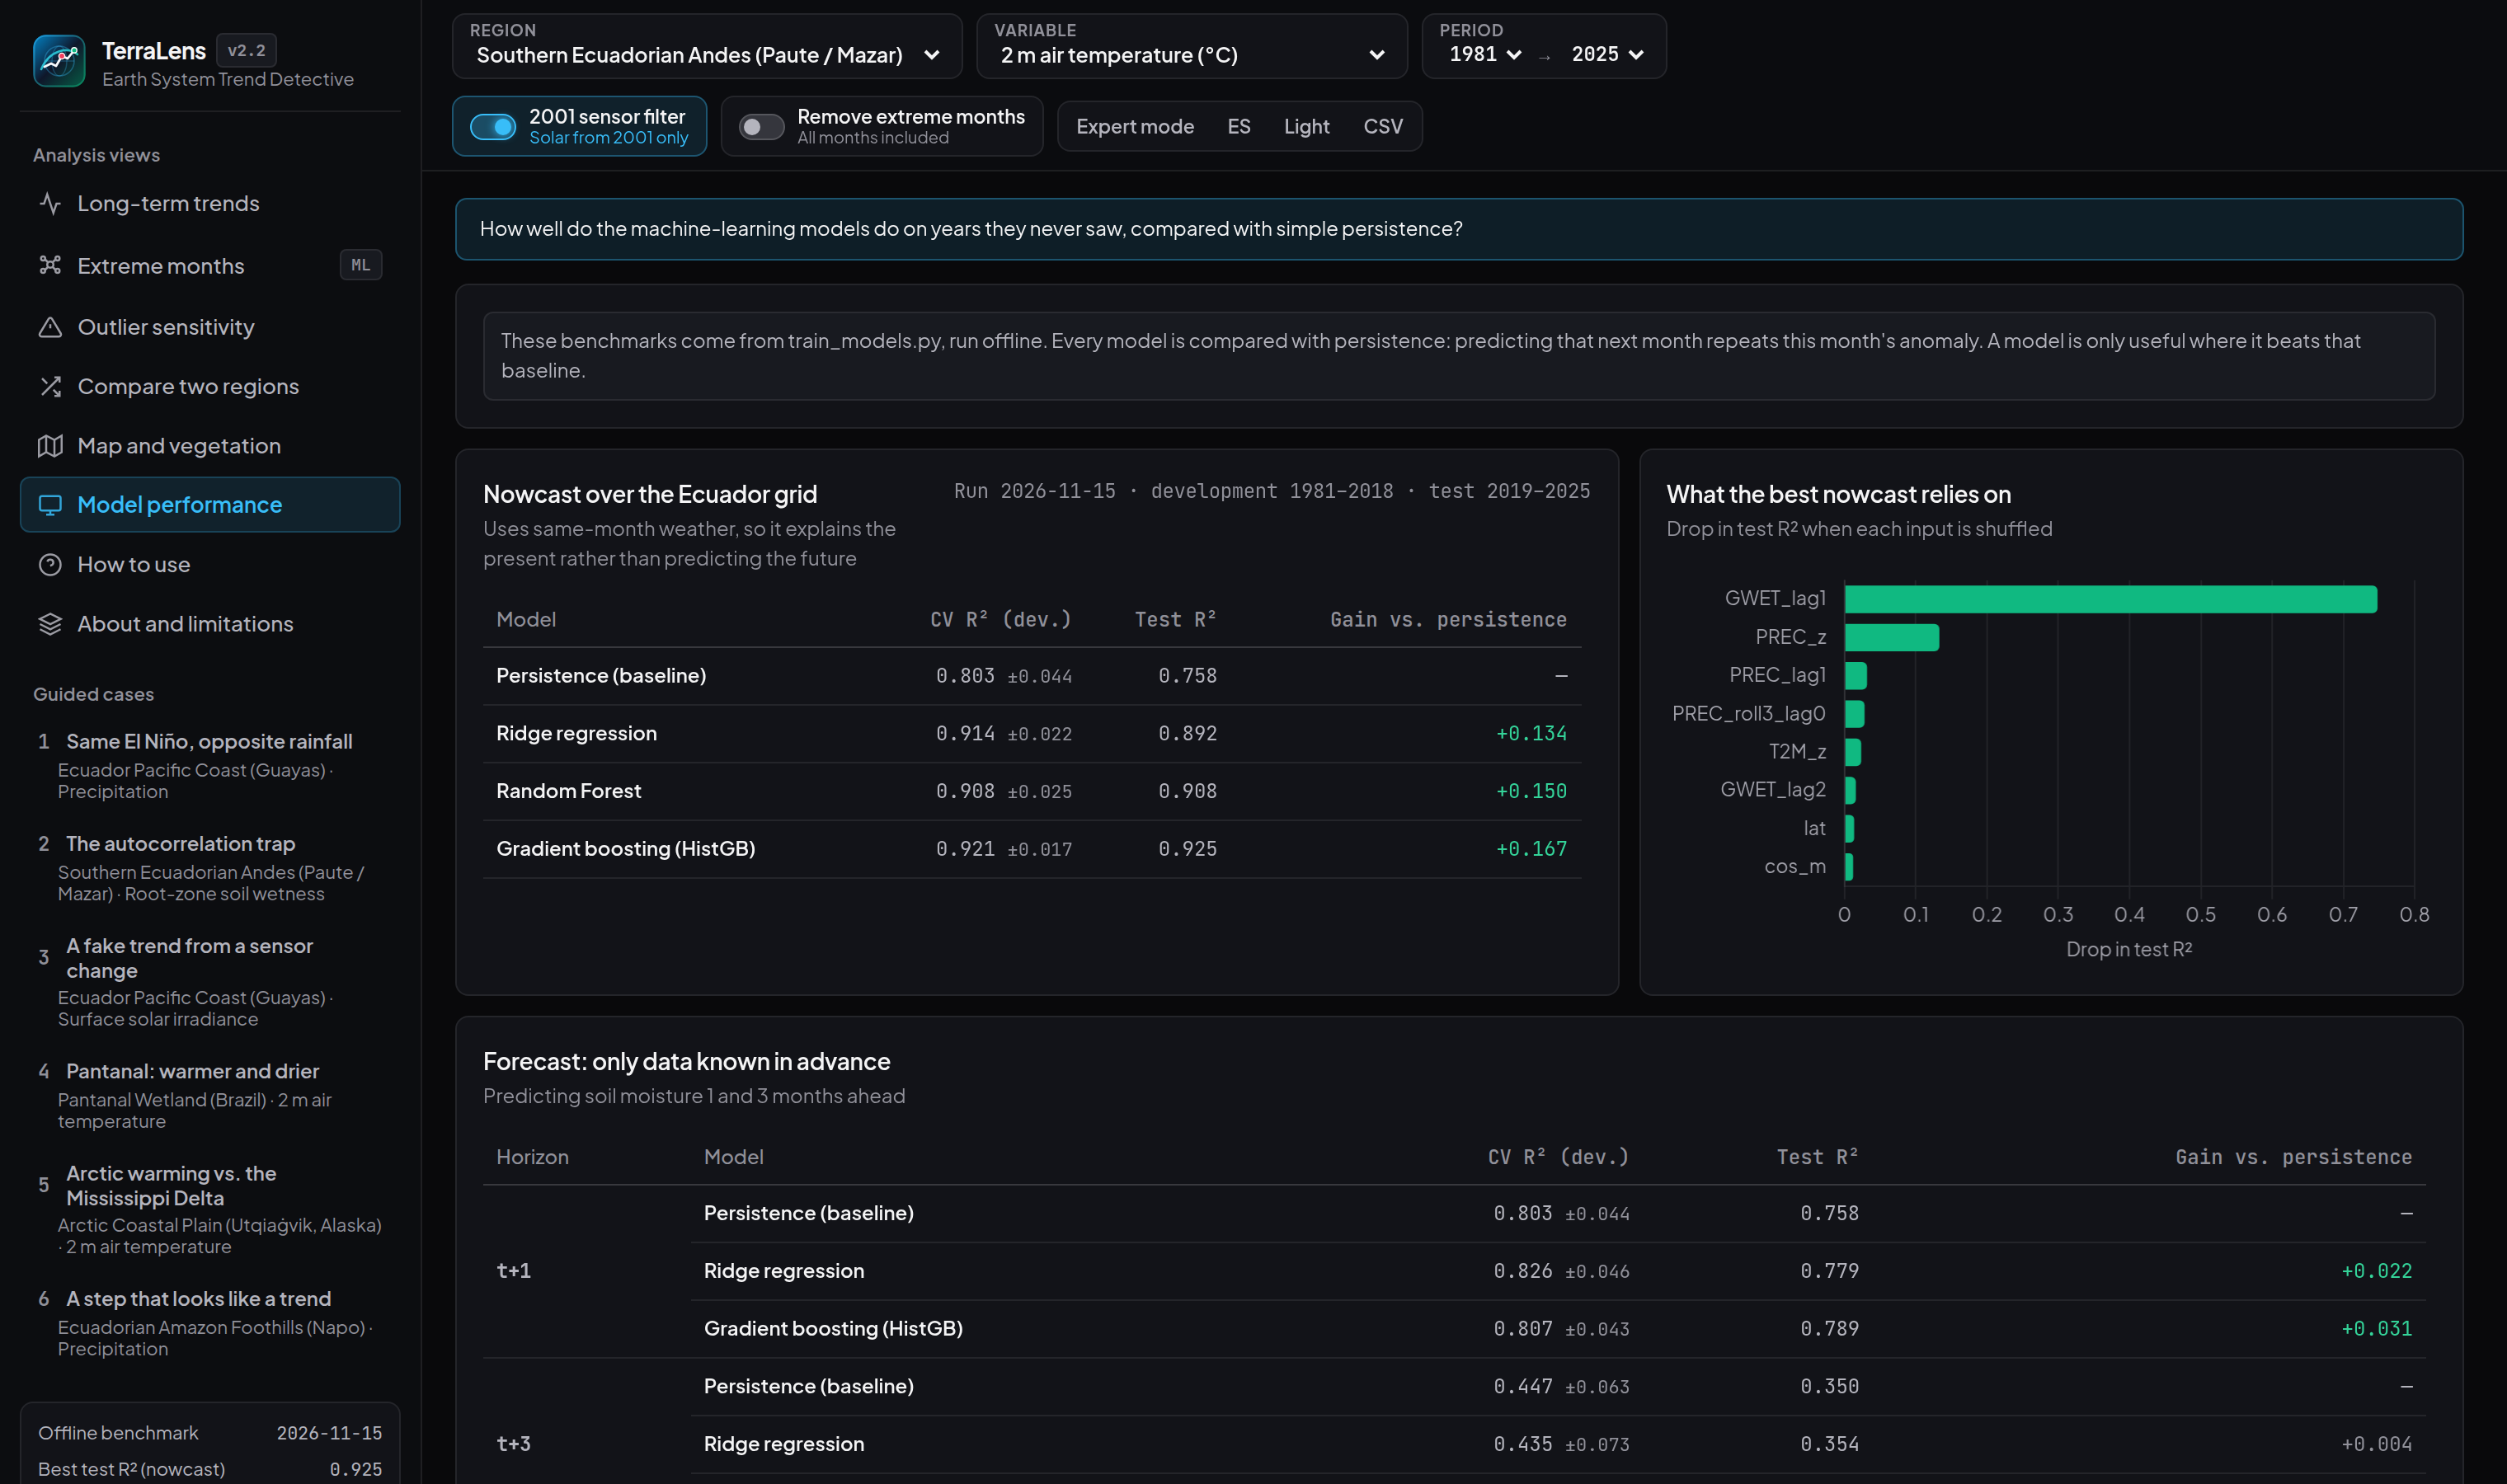 TerraLens v2.2
Earth System Trend Detective
Analysis views
Long-term trends
Extreme months ML
Outlier sensitivity
Compare two regions
Map and vegetation
Model performance
How to use
About and limitations
Guided cases
1 Same El Niño, opposite rainfall
Ecuador Pacific Coast (Guayas) ·
Precipitation
2 The autocorrelation trap
Southern Ecuadorian Andes (Paute /
Mazar) · Root-zone soil wetness
3 A fake trend from a sensor
change
Ecuador Pacific Coast (Guayas) ·
Surface solar irradiance
4 Pantanal: warmer and drier
Pantanal Wetland (Brazil) · 2 m air
temperature
5 Arctic warming vs. the
Mississippi Delta
Arctic Coastal Plain (Utqiaġvik, Alaska)
· 2 m air temperature
6 A step that looks like a trend
Ecuadorian Amazon Foothills (Napo) ·
Precipitation
Offline benchmark 2026-11-15
Best test R² (nowcast) 0.925
REGION
Southern Ecuadorian Andes (Paute / Mazar)
VARIABLE
2 m air temperature (°C)
PERIOD
1981 → 2025
2001 sensor filter
Solar from 2001 only
Remove extreme months
All months included
Expert mode ES Light CSV
How well do the machine-learning models do on years they never saw, compared with simple persistence?
These benchmarks come from train_models.py, run offline. Every model is compared with persistence: predicting that next month repeats this month's anomaly. A model is only useful where it beats that
baseline.
Nowcast over the Ecuador grid
Run 2026-11-15 · development 1981–2018 · test 2019–2025
Uses same-month weather, so it explains the
present rather than predicting the future
Model CV R² (dev.) Test R² Gain vs. persistence
Persistence (baseline) 0.803 ±0.044 0.758 —
Ridge regression 0.914 ±0.022 0.892 +0.134
Random Forest 0.908 ±0.025 0.908 +0.150
Gradient boosting (HistGB) 0.921 ±0.017 0.925 +0.167
What the best nowcast relies on
Drop in test R² when each input is shuffled
GWET_lag1
PREC_z
PREC_lag1
PREC_roll3_lag0
T2M_z
GWET_lag2
lat
cos_m
0 0.1 0.2 0.3 0.4 0.5 0.6 0.7 0.8
Drop in test R²
Forecast: only data known in advance
Predicting soil moisture 1 and 3 months ahead
Horizon Model CV R² (dev.) Test R² Gain vs. persistence
Persistence (baseline) 0.803 ±0.044 0.758 —
t+1 Ridge regression 0.826 ±0.046 0.779 +0.022
Gradient boosting (HistGB) 0.807 ±0.043 0.789 +0.031
Persistence (baseline) 0.447 ±0.063 0.350 —
t+3 Ridge regression 0.435 ±0.073 0.354 +0.004